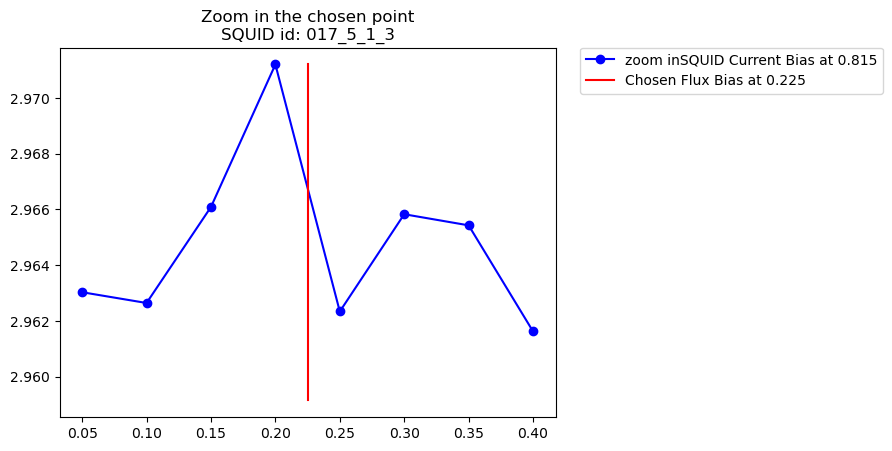 Zoom in the chosen point
SQUID id: 017_5_1_3
zoom inSQUID Current Bias at 0.815
Chosen Flux Bias at 0.225
2.970
2.968
2.966
2.964
2.962
2.960
0.05 0.10 0.15 0.20 0.25 0.30 0.35 0.40